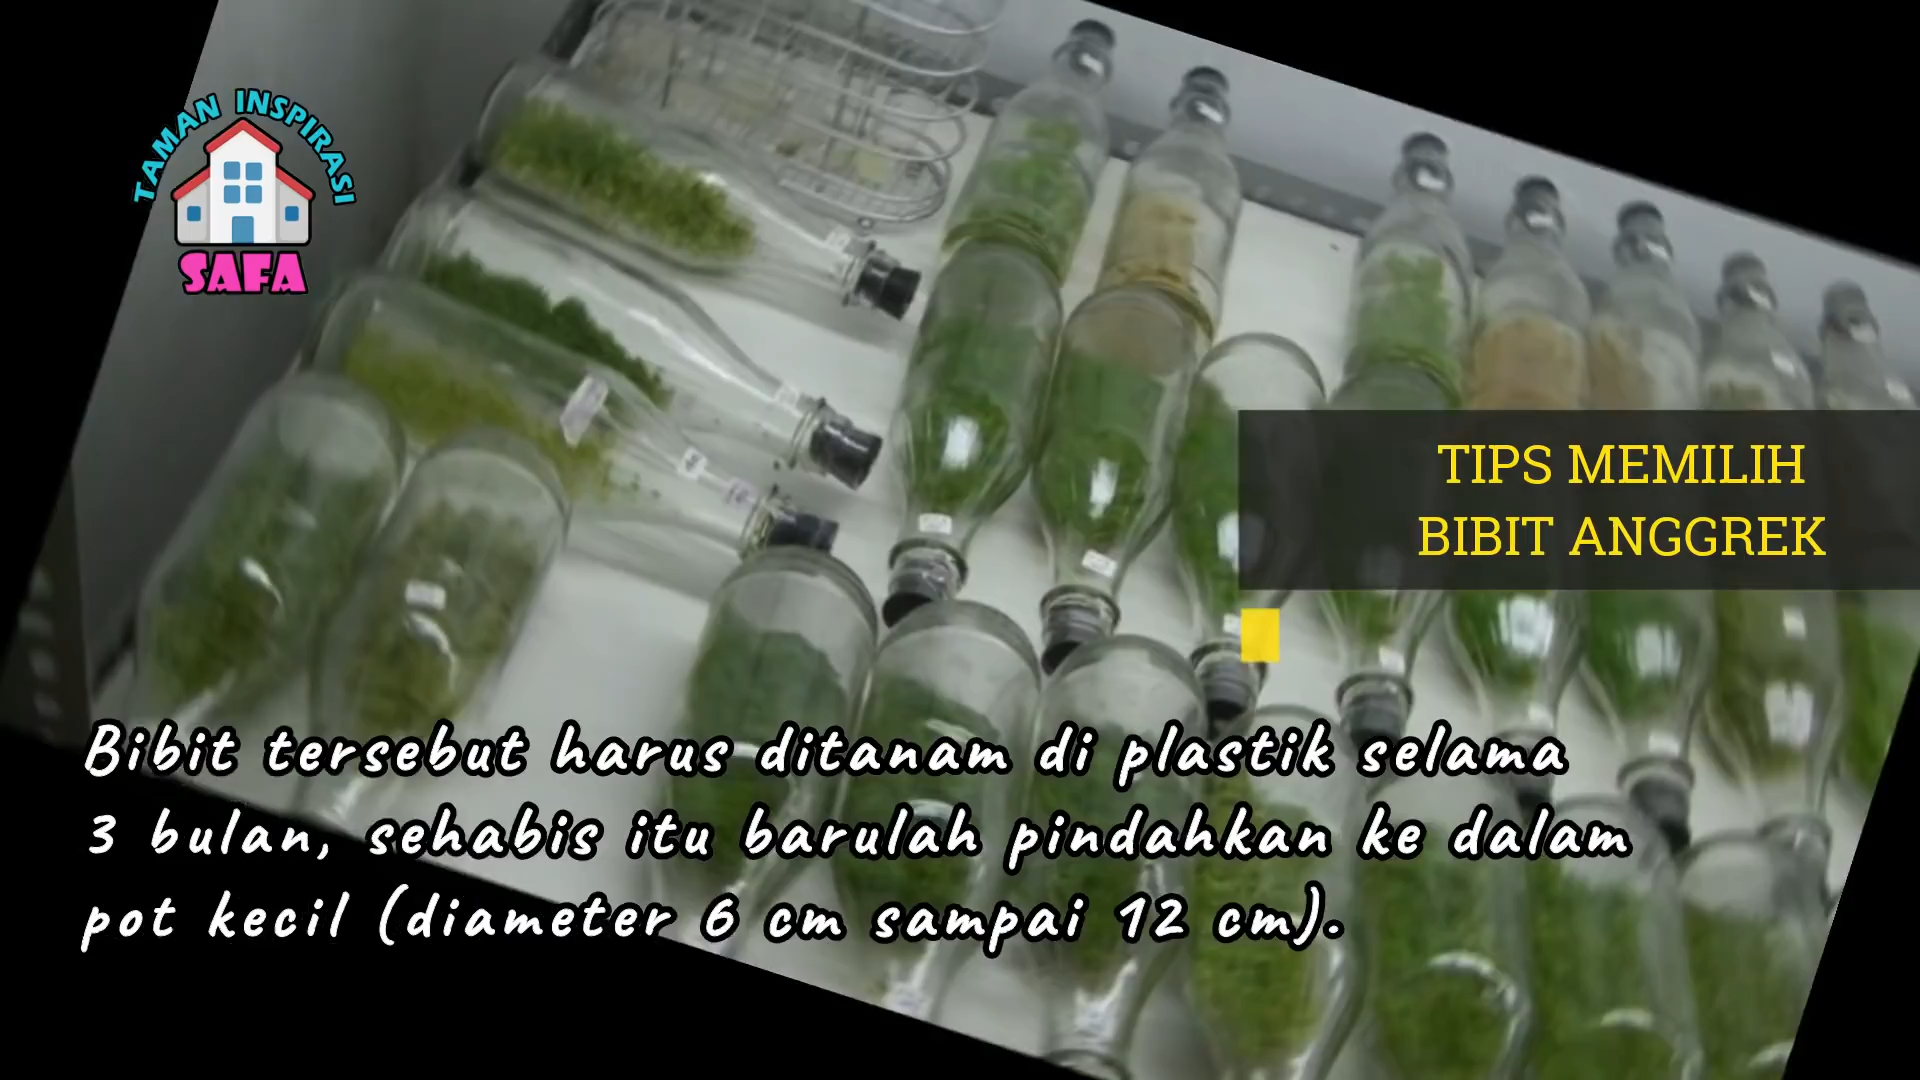 TAMAN INSPIRASI
SAFA
TIPS MEMILIH
BIBIT ANGGREK
Bibit tersebut harus ditanam di plastik selama
3 bulan, sehabis itu barulah pindahkan ke dalam
pot kecil (diameter 6 cm sampai 12 cm).